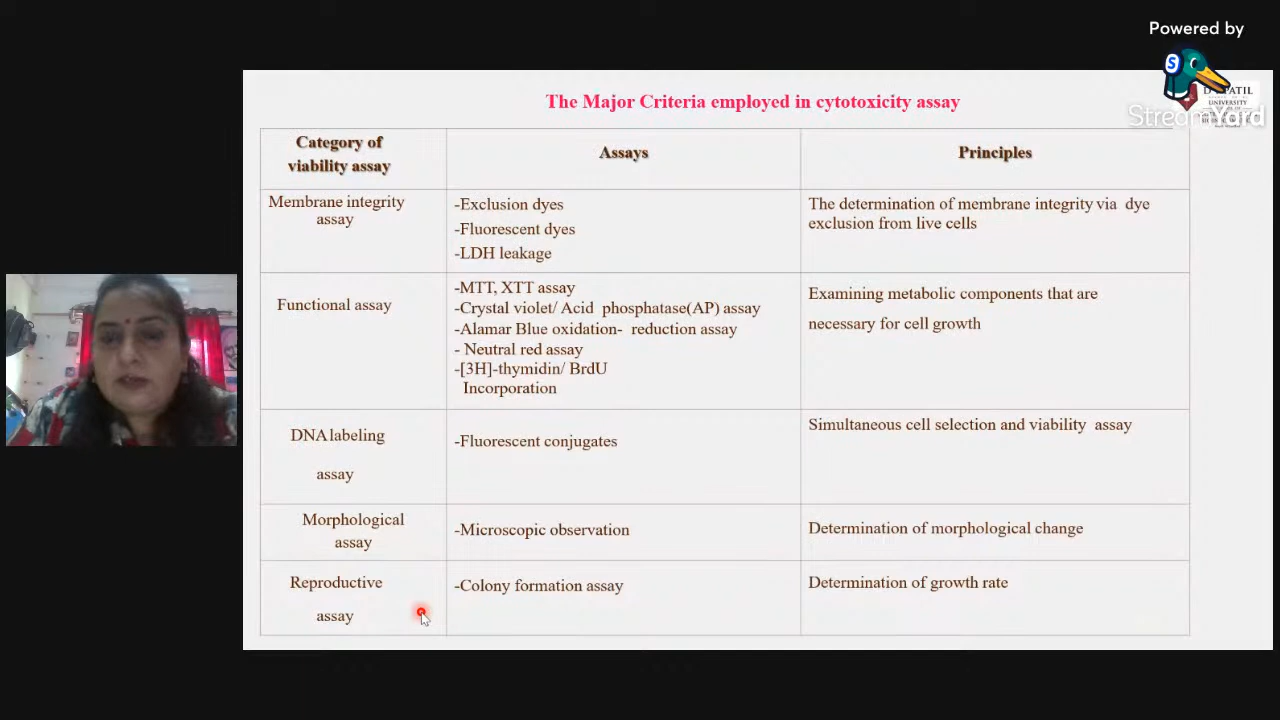 Powered by
S
PATIL
UNIVERSITY
StreamYard
The Major Criteria employed in cytotoxicity assay
Category of
viability assay
Assays
Principles
Membrane integrity
assay
-Exclusion dyes
-Fluorescent dyes
-LDH leakage
The determination of membrane integrity via dye
exclusion from live cells
Functional assay
-MTT, XTT assay
-Crystal violet/ Acid phosphatase(AP) assay
-Alamar Blue oxidation- reduction assay
- Neutral red assay
-[3H]-thymidin/ BrdU
Incorporation
Examining metabolic components that are
necessary for cell growth
DNA labeling
assay
-Fluorescent conjugates
Simultaneous cell selection and viability assay
Morphological
assay
-Microscopic observation
Determination of morphological change
Reproductive
assay
-Colony formation assay
Determination of growth rate